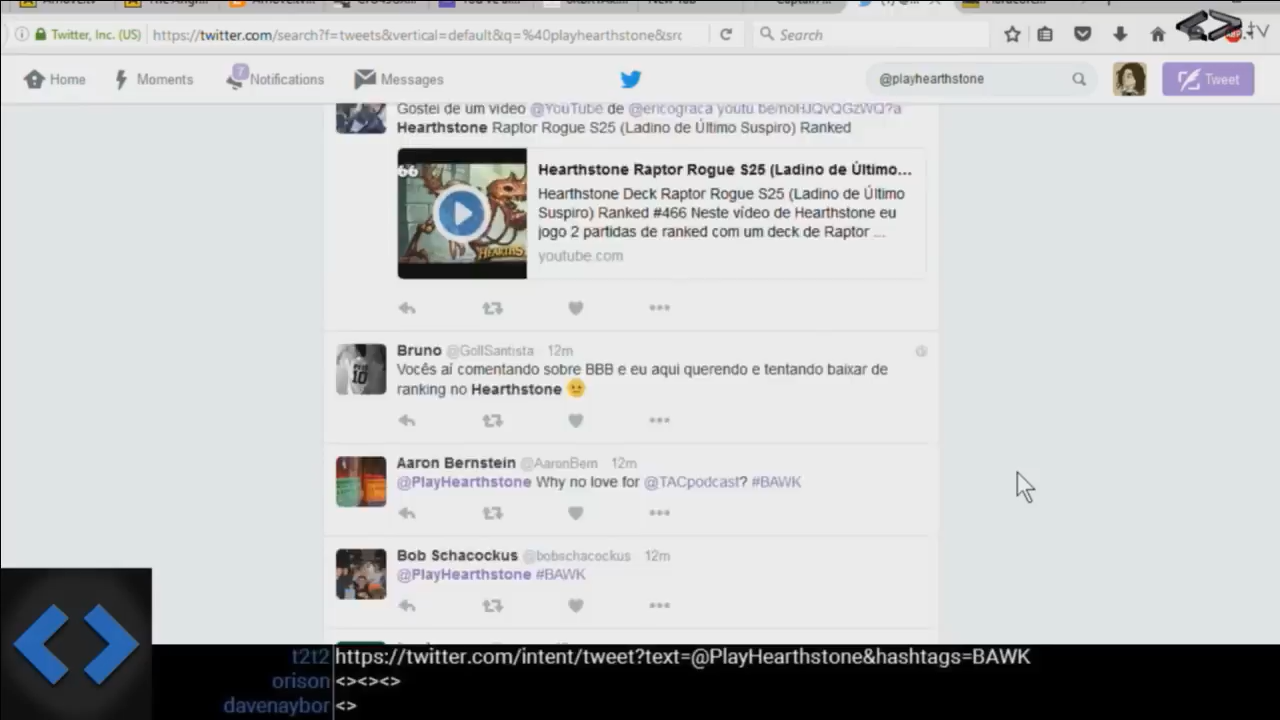 Twitter, Inc. (US) https://twitter.com/search?f=tweets&vertical=default&q=%40playhearthstone&src Search
Home Moments 7 Notifications Messages @playhearthstone Tweet
Gostei de um vídeo @YouTube de @ericograca
Hearthstone Raptor Rogue S25 (Ladino de Último Suspiro) Ranked
66
Hearthstone Raptor Rogue S25 (Ladino de Último...
Hearthstone Deck Raptor Rogue S25 (Ladino de Último
Suspiro) Ranked #466 Neste vídeo de Hearthstone eu
jogo 2 partidas de ranked com um deck de Raptor ...
youtube.com
Bruno @GollSantista 12m
Vocês aí comentando sobre BBB e eu aqui querendo e tentando baixar de
ranking no Hearthstone 😐
Aaron Bernstein @AaronBern 12m
@PlayHearthstone Why no love for @TACpodcast? #BAWK
Bob Schacockus @bobschacockus 12m
@PlayHearthstone #BAWK
t2t2 https://twitter.com/intent/tweet?text=@PlayHearthstone&hashtags=BAWK
orison <><><>
davenaybor <>